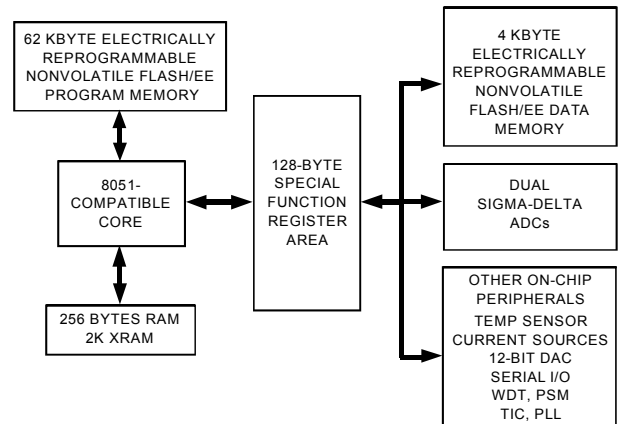 62 KBYTE ELECTRICALLY
REPROGRAMMABLE
NONVOLATILE FLASH/EE
PROGRAM MEMORY
8051-
COMPATIBLE
CORE
256 BYTES RAM
2K XRAM
128-BYTE
SPECIAL
FUNCTION
REGISTER
AREA
4 KBYTE
ELECTRICALLY
REPROGRAMMABLE
NONVOLATILE
FLASH/EE DATA
MEMORY
DUAL
SIGMA-DELTA
ADCs
OTHER ON-CHIP
PERIPHERALS
TEMP SENSOR
CURRENT SOURCES
12-BIT DAC
SERIAL I/O
WDT, PSM
TIC, PLL